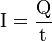 I = Q/t